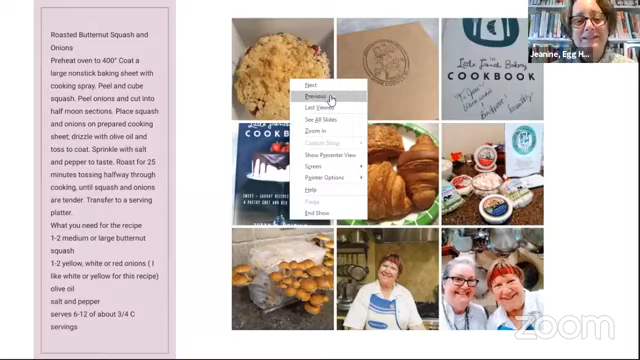 Roasted Butternut Squash and
Onions
Preheat oven to 400° Coat a
large nonstick baking sheet with
cooking spray. Peel and cube
squash. Peel onions and cut into
half moon sections. Place squash
and onions on prepared cooking
sheet; drizzle with olive oil and
toss to coat. Sprinkle with salt
and pepper to taste. Roast for 25
minutes tossing halfway through
cooking, until squash and onions
are tender. Transfer to a serving
platter.
What you need for the recipe
1-2 medium or large butternut
squash
1-2 yellow, white or red onions ( I
like white or yellow for this recipe)
olive oil
salt and pepper
serves 6-12 of about 3/4 C
servings
THE
Little French Bakery
COOKBOOK
Little French
COOKB
SWEET
A PASTRY CHEF AND
Next
Previous
Last Viewed
See All Slides
Zoom In
Custom Show
Show Presenter View
Screen
Pointer Options
Help
Pause
End Show
Jeanine, Egg H...
zoom